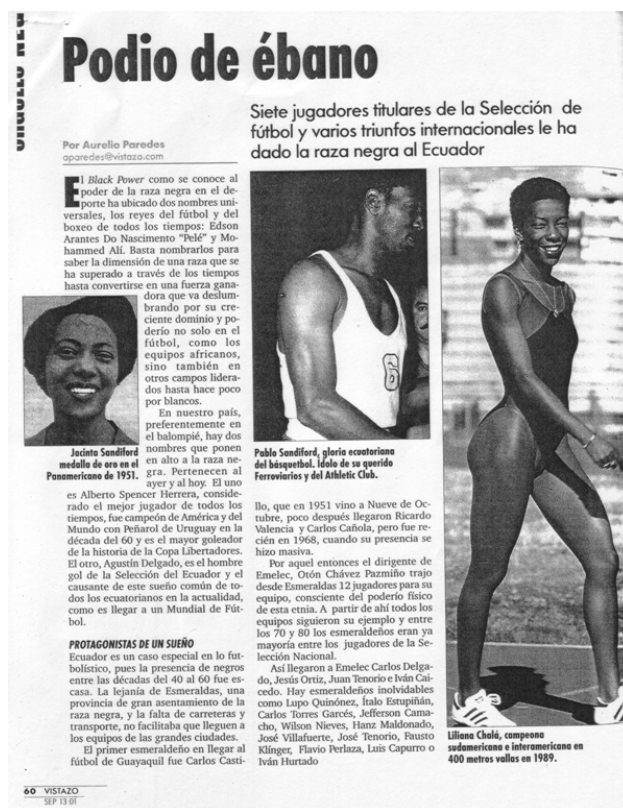 Podio de ébano
Siete jugadores titulares de la Selección de
fútbol y varios triunfos internacionales le ha
dado la raza negra al Ecuador
Por Aurelio Paredes
aparedes@vistazo.com
El Black Power como se conoce al
poder de la raza negra en el de-
porte ha ubicado dos nombres uni-
versales, los reyes del fútbol y del
boxeo de todos los tiempos: Edson
Arantes Do Nascimento “Pelé” y Mo-
hammed Alí. Basta nombrarlos para
saber la dimensión de una raza que se
ha superado a través de los tiempos
hasta convertirse en una fuerza gana-
dora que va deslum-
brando por su cre-
ciente dominio y po-
derío no solo en el
fútbol, como los
equipos africanos,
sino también en
otros campos lidera-
dos hasta hace poco
por blancos.
En nuestro país,
preferentemente en
el balompié, hay dos
nombres que ponen
en alto a la raza ne-
gra. Pertenecen al
ayer y al hoy. El uno
es Alberto Spencer Herrera, conside-
rado el mejor jugador de todos los
tiempos, fue campeón de América y del
Mundo con Peñarol de Uruguay en la
década del 60 y es el mayor goleador
de la historia de la Copa Libertadores.
El otro, Agustín Delgado, es el hombre
gol de la Selección del Ecuador y el
causante de este sueño común de to-
dos los ecuatorianos en la actualidad,
como es llegar a un Mundial de Fút-
bol.
Jacinta Sandiford
medalla de oro en el
Panamericano de 1951.
PROTAGONISTAS DE UN SUEÑO
Ecuador es un caso especial en lo fut-
bolístico, pues la presencia de negros
entre las décadas del 40 al 60 fue es-
casa. La lejanía de Esmeraldas, una
provincia de gran asentamiento de la
raza negra, y la falta de carreteras y
transporte, no facilitaba que lleguen a
los equipos de las grandes ciudades.
El primer esmeraldeño en llegar al
fútbol de Guayaquil fue Carlos Casti-
Pablo Sandiford, gloria ecuatoriana
del básquetbol. Ídolo de su querido
Ferroviarios y del Athletic Club.
llo, que en 1951 vino a Nueve de Oc-
tubre, poco después llegaron Ricardo
Valencia y Carlos Cañola, pero fue re-
cién en 1968, cuando su presencia se
hizo masiva.
Por aquel entonces el dirigente de
Emelec, Otón Chávez Pazmiño trajo
desde Esmeraldas 12 jugadores para su
equipo, consciente del poderío físico
de esta etnia. A partir de ahí todos los
equipos siguieron su ejemplo y entre
los 70 y 80 los esmeraldeños eran ya
mayoría entre los jugadores de la Se-
lección Nacional.
Así llegaron a Emelec Carlos Delga-
do, Jesús Ortiz, Juan Tenorio e Iván Cai-
cedo. Hay esmeraldeños inolvidables
como Lupo Quinónez, Ítalo Estupiñán,
Carlos Torres Garcés, Jefferson Cama-
cho, Wilson Nieves, Hanz Maldonado,
José Villafuerte, José Tenorio, Fausto
Klínger, Flavio Perlaza, Luis Capurro o
Iván Hurtado
6
Liliana Chalá, campeona
sudamericana e interamericana en
400 metros vallas en 1989.
60 VISTAZO
SEP 13 01